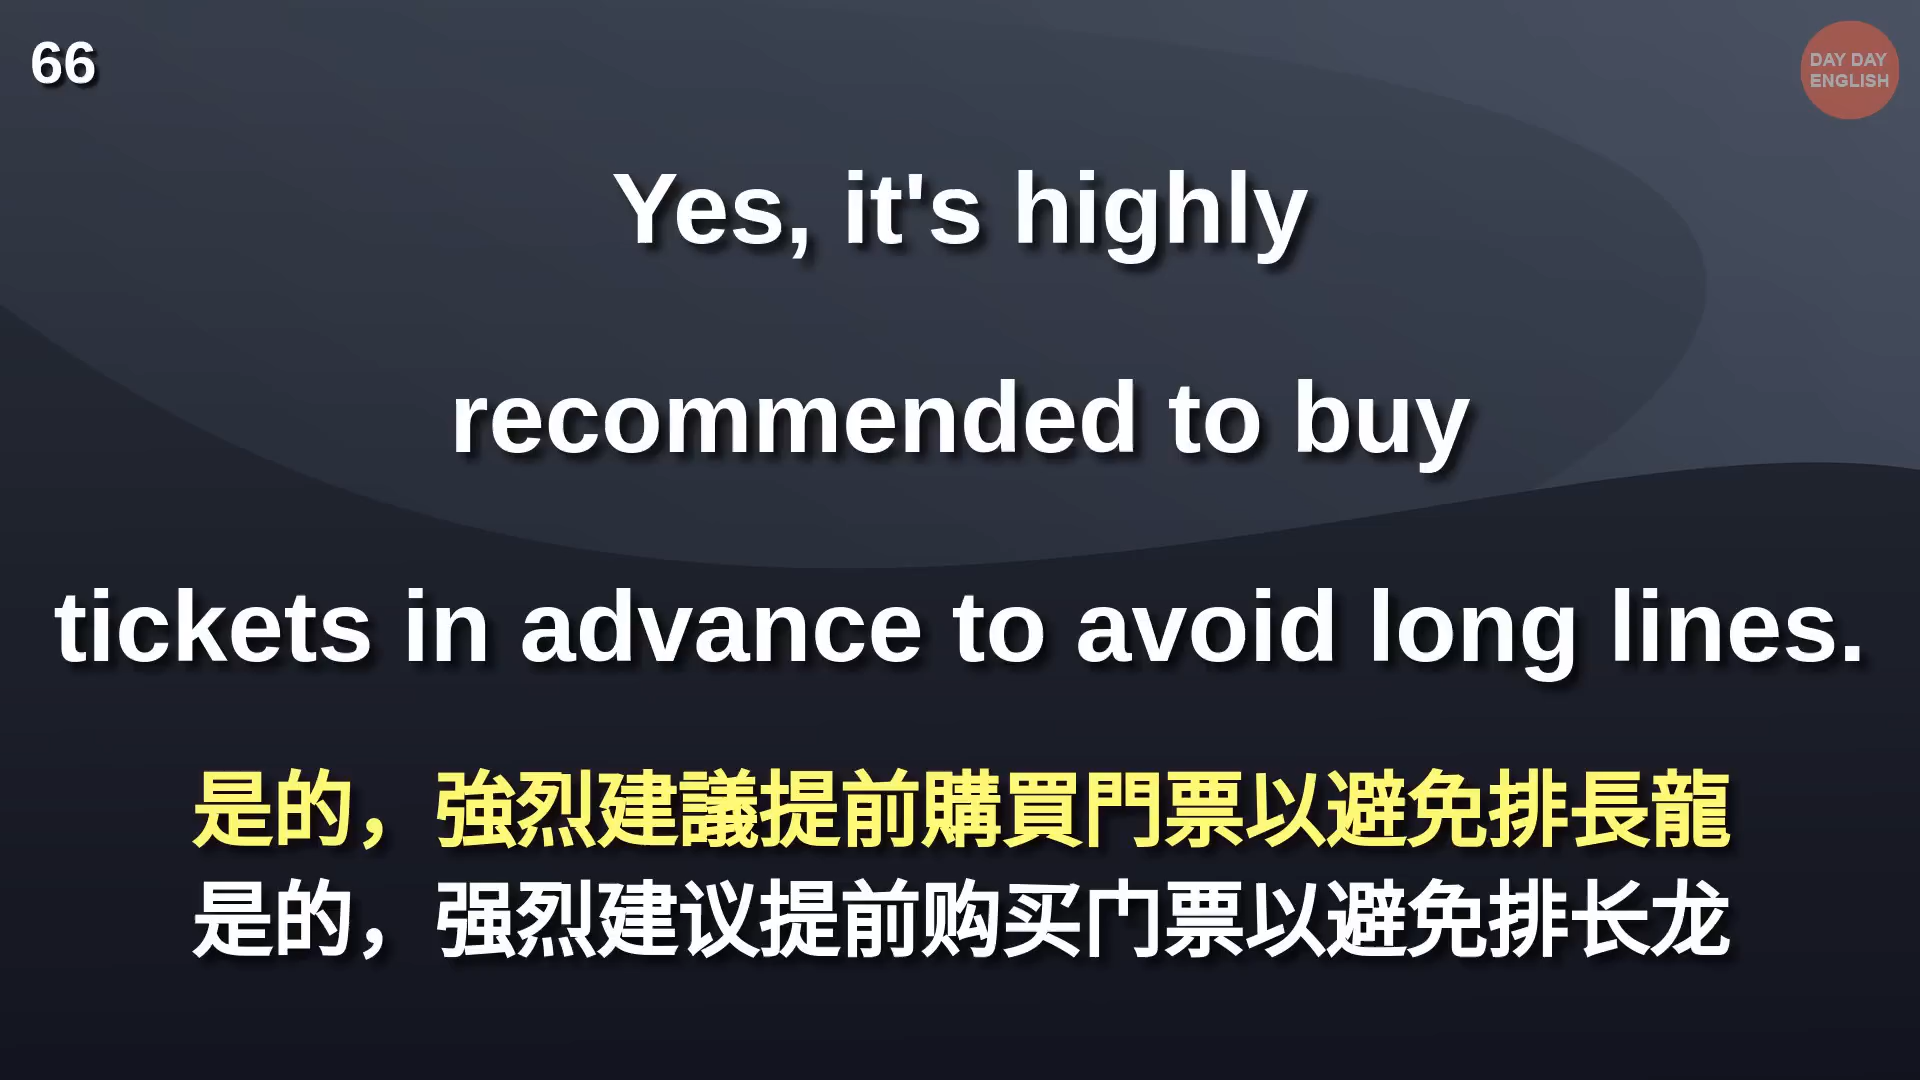 66
DAY DAY
ENGLISH
Yes, it's highly
recommended to buy
tickets in advance to avoid long lines.
是的，強烈建議提前購買門票以避免排長龍
是的，强烈建议提前购买门票以避免排长龙